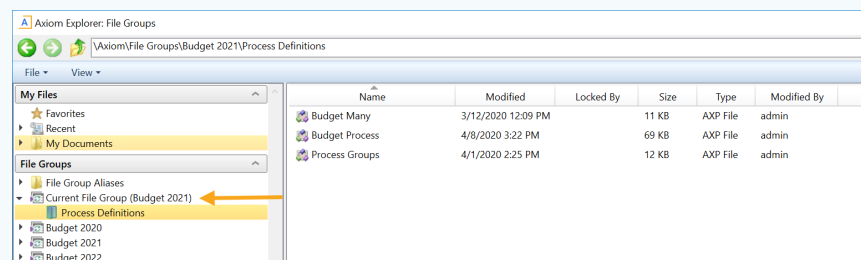 A Axiom Explorer: File Groups
\Axiom\File Groups\Budget 2021\Process Definitions
File View
My Files
Favorites
Recent
My Documents
File Groups
File Group Aliases
Current File Group (Budget 2021)
Process Definitions
Budget 2020
Budget 2021
Budget 2022
Name Modified Locked By Size Type Modified By
Budget Many 3/12/2020 12:09 PM 11 KB AXP File admin
Budget Process 4/8/2020 3:22 PM 69 KB AXP File admin
Process Groups 4/1/2020 2:25 PM 12 KB AXP File admin